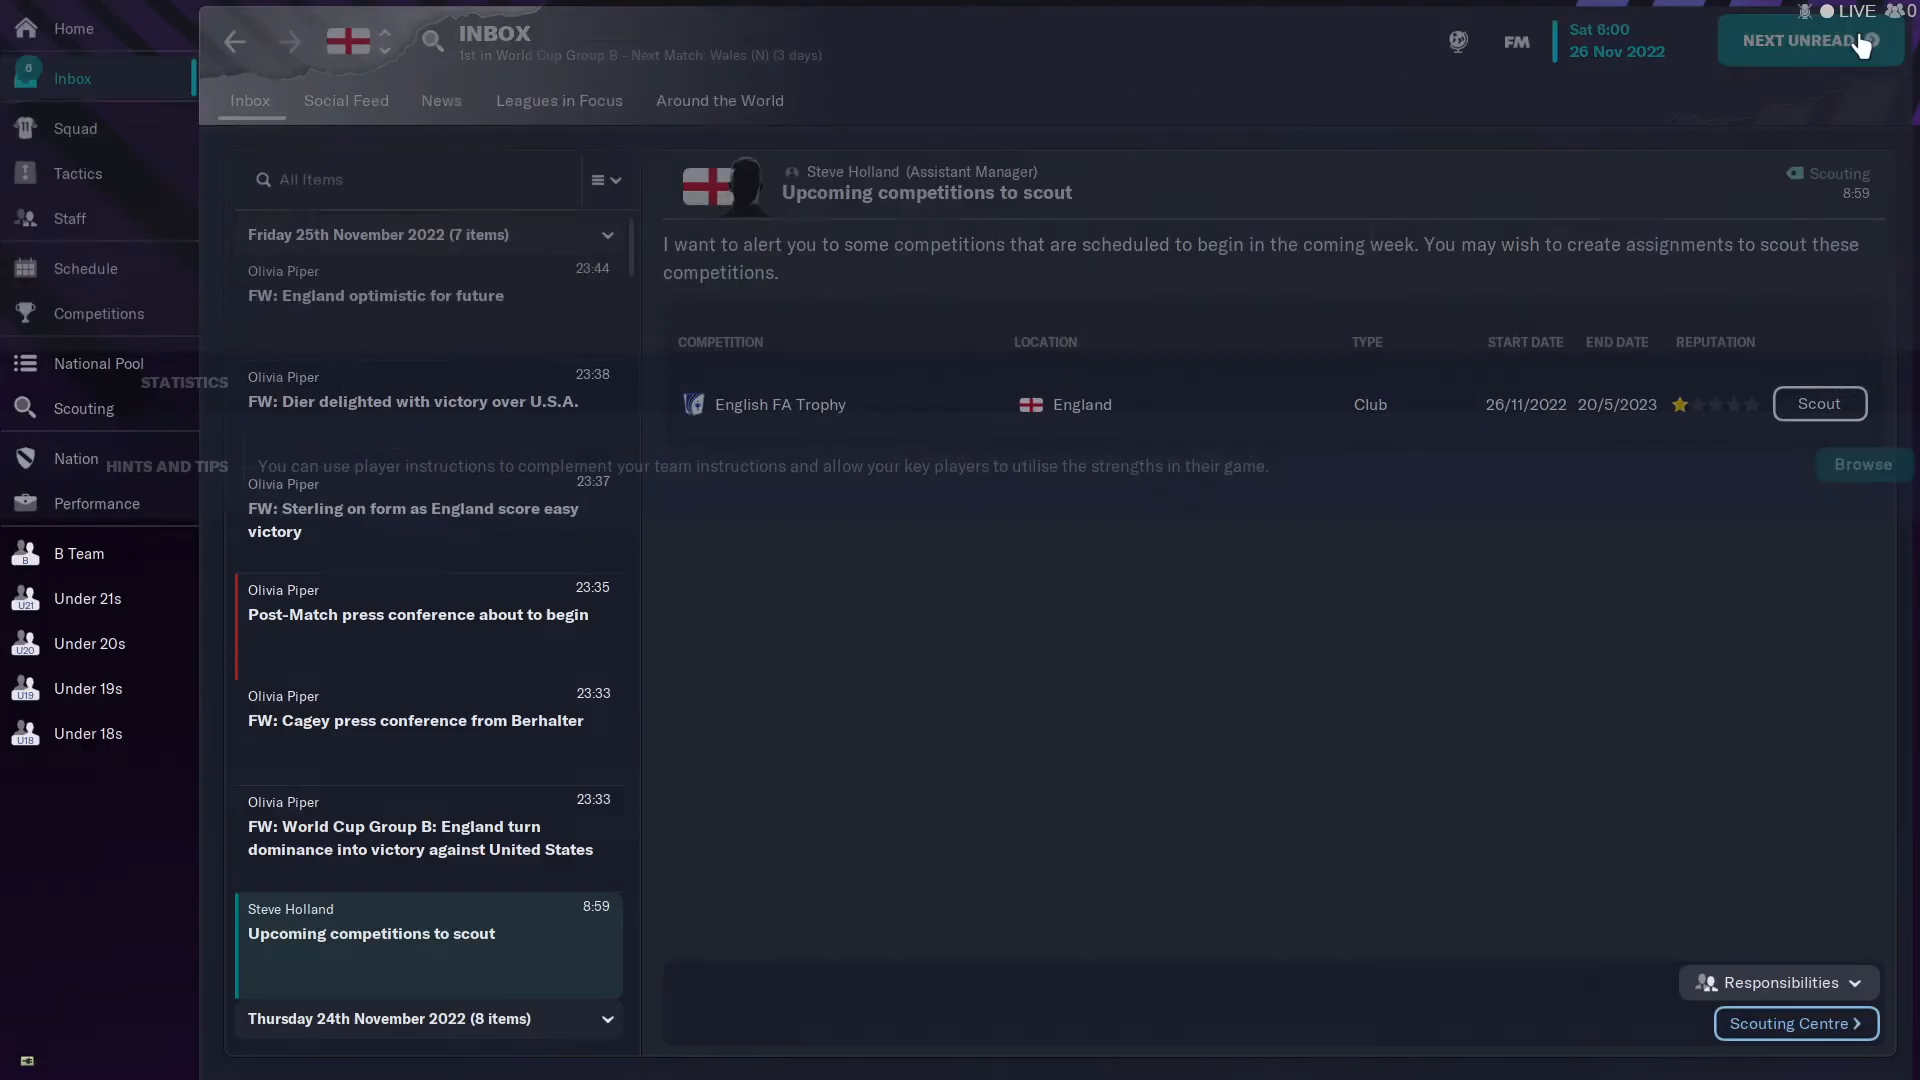 LIVE 0
Home
6
Inbox
Squad
Tactics
Staff
Schedule
Competitions
National Pool
Scouting
Nation
Performance
B
B Team
U21
Under 21s
U20
Under 20s
U19
Under 19s
U18
Under 18s
INBOX
1st in World Cup Group B - Next Match: Wales (N) (3 days)
FM
Sat 6:00
26 Nov 2022
NEXT UNREAD
Inbox Social Feed News Leagues in Focus Around the World
All Items
Friday 25th November 2022 (7 items)
Olivia Piper 23:44
FW: England optimistic for future
Olivia Piper 23:38
FW: Dier delighted with victory over U.S.A.
Olivia Piper 23:37
FW: Sterling on form as England score easy
victory
Olivia Piper 23:35
Post-Match press conference about to begin
Olivia Piper 23:33
FW: Cagey press conference from Berhalter
Olivia Piper 23:33
FW: World Cup Group B: England turn
dominance into victory against United States
Steve Holland 8:59
Upcoming competitions to scout
Thursday 24th November 2022 (8 items)
Steve Holland (Assistant Manager)
Upcoming competitions to scout
Scouting
8:59
I want to alert you to some competitions that are scheduled to begin in the coming week. You may wish to create assignments to scout these
competitions.
COMPETITION LOCATION TYPE START DATE END DATE REPUTATION
English FA Trophy England Club 26/11/2022 20/5/2023 Scout
STATISTICS
HINTS AND TIPS You can use player instructions to complement your team instructions and allow your key players to utilise the strengths in their game.
Browse
Responsibilities
Scouting Centre